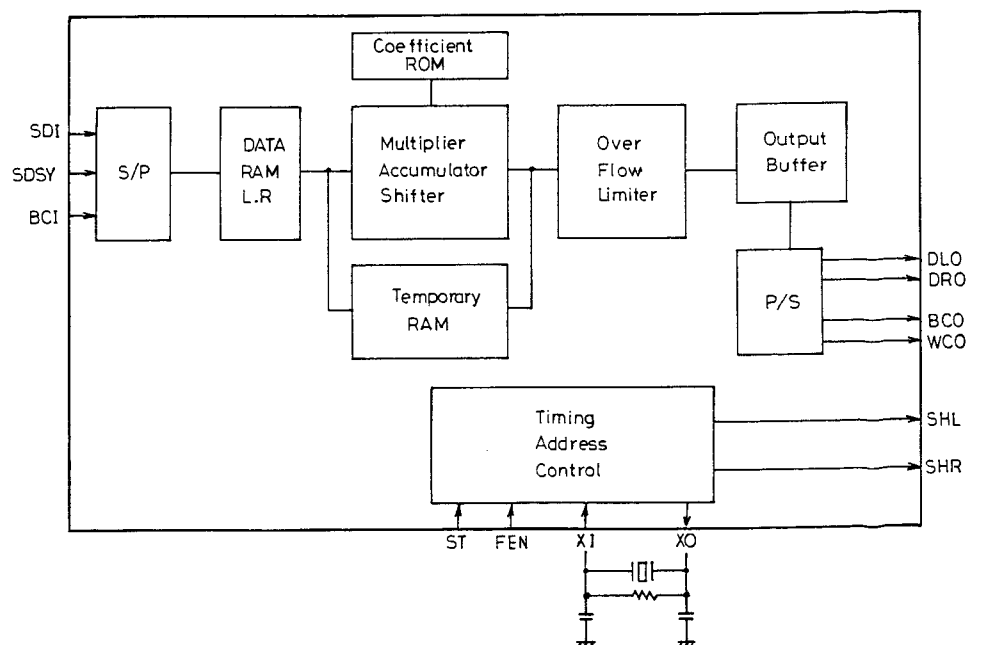 Coefficient
ROM
SDI
SDSY
BCI
S/P
DATA
RAM
L.R
Multiplier
Accumulator
Shifter
Over
Flow
Limiter
Output
Buffer
Temporary
RAM
P/S
DLO
DRO
BCO
WCO
Timing
Address
Control
SHL
SHR
ST
FEN
XI
XO